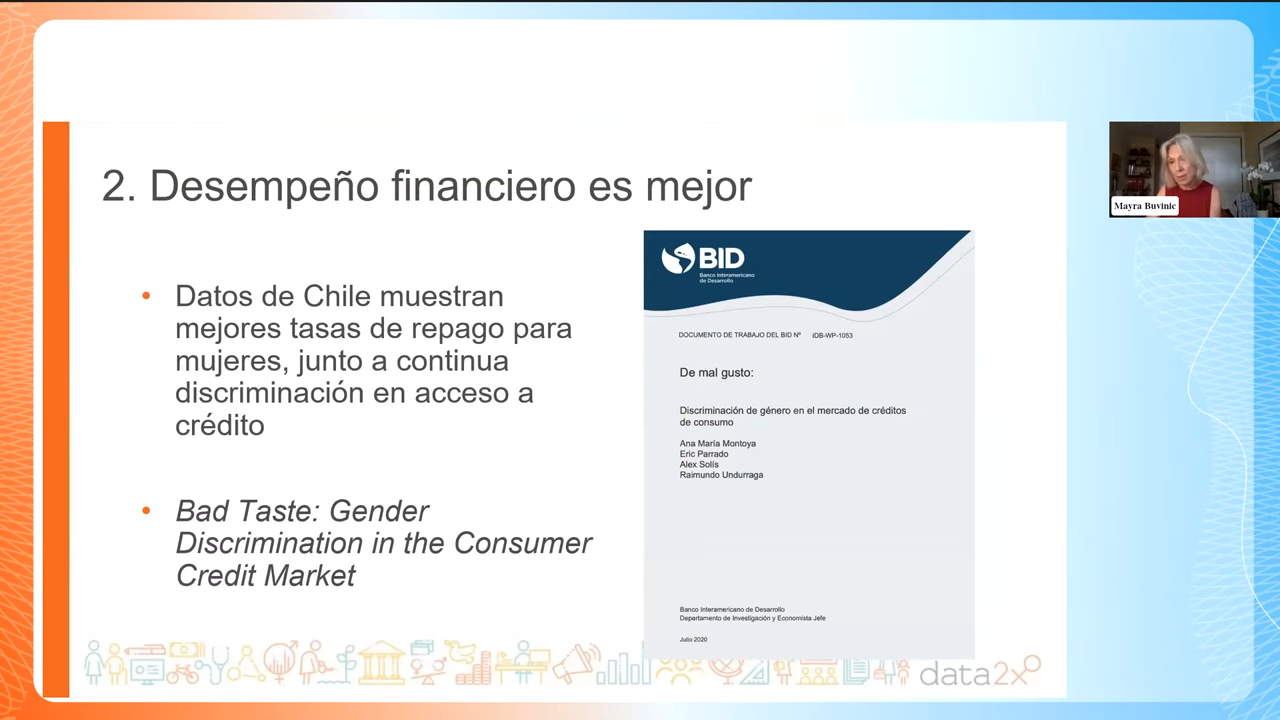 2. Desempeño financiero es mejor
• Datos de Chile muestran
mejores tasas de repago para
mujeres, junto a continua
discriminación en acceso a
crédito
• Bad Taste: Gender
Discrimination in the Consumer
Credit Market
BID
Banco Interamericano
de Desarrollo
DOCUMENTO DE TRABAJO DEL BID Nº IDB-WP-1053
De mal gusto:
Discriminación de género en el mercado de créditos
de consumo
Ana María Montoya
Eric Parrado
Alex Solís
Raimundo Undurraga
Banco Interamericano de Desarrollo
Departamento de Investigación y Economista Jefe
Julio 2020
data2x
Mayra Buvinic